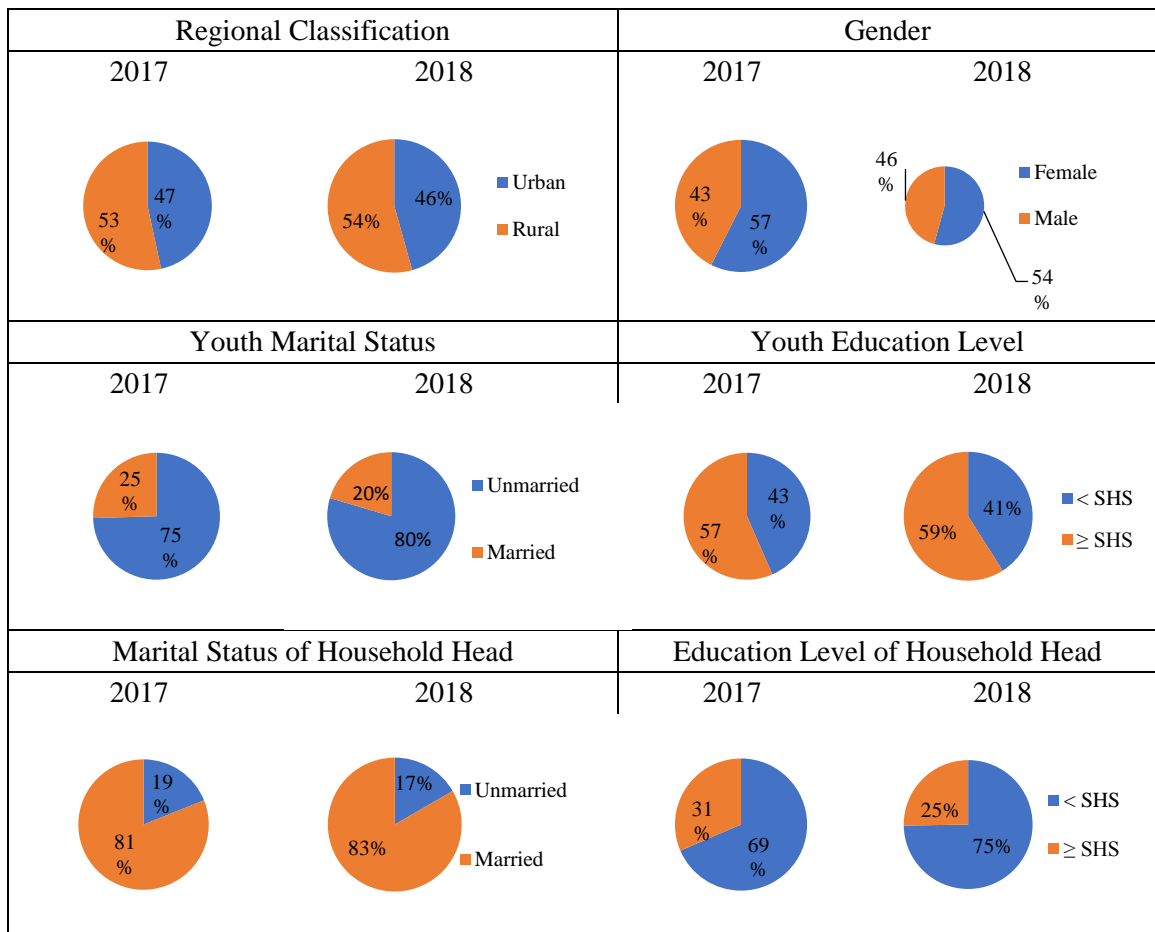 Regional Classification
Gender
2017
2018
2017
2018
47
%
53
%
46%
54%
Urban
Rural
43
%
57
%
46
%
54
%
Female
Male
Youth Marital Status
Youth Education Level
2017
2018
2017
2018
25
%
75
%
20%
80%
Unmarried
Married
43
%
57
%
41%
59%
< SHS
≥ SHS
Marital Status of Household Head
Education Level of Household Head
2017
2018
2017
2018
19
%
81
%
17%
83%
Unmarried
Married
31
%
69
%
25%
75%
< SHS
≥ SHS